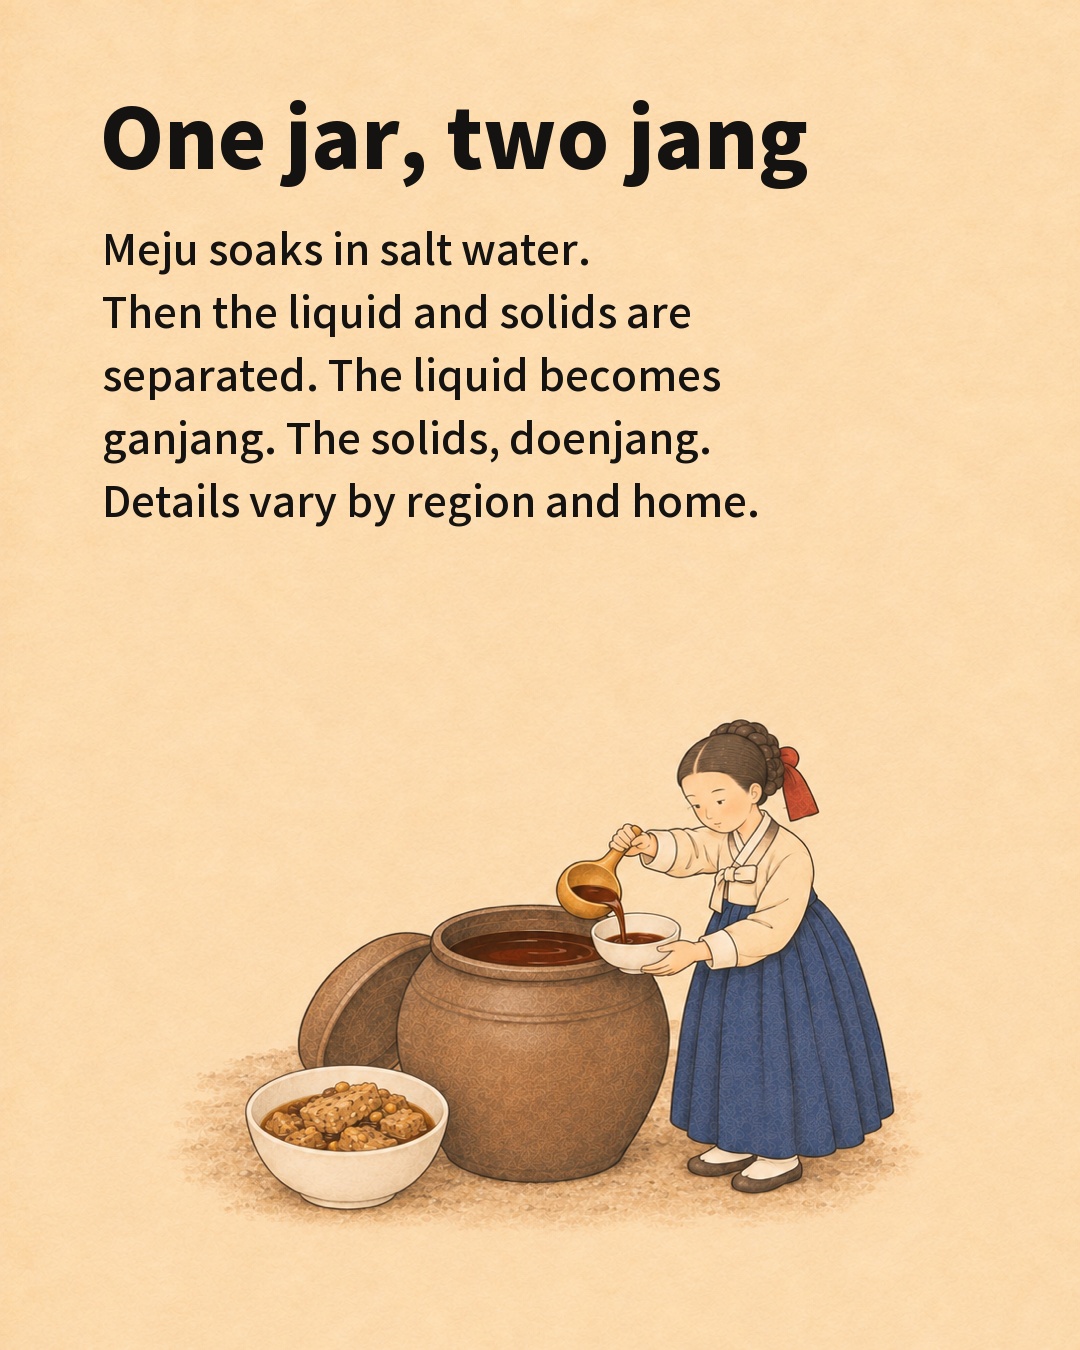 One jar, two jang
Meju soaks in salt water.
Then the liquid and solids are
separated. The liquid becomes
ganjang. The solids, doenjang.
Details vary by region and home.